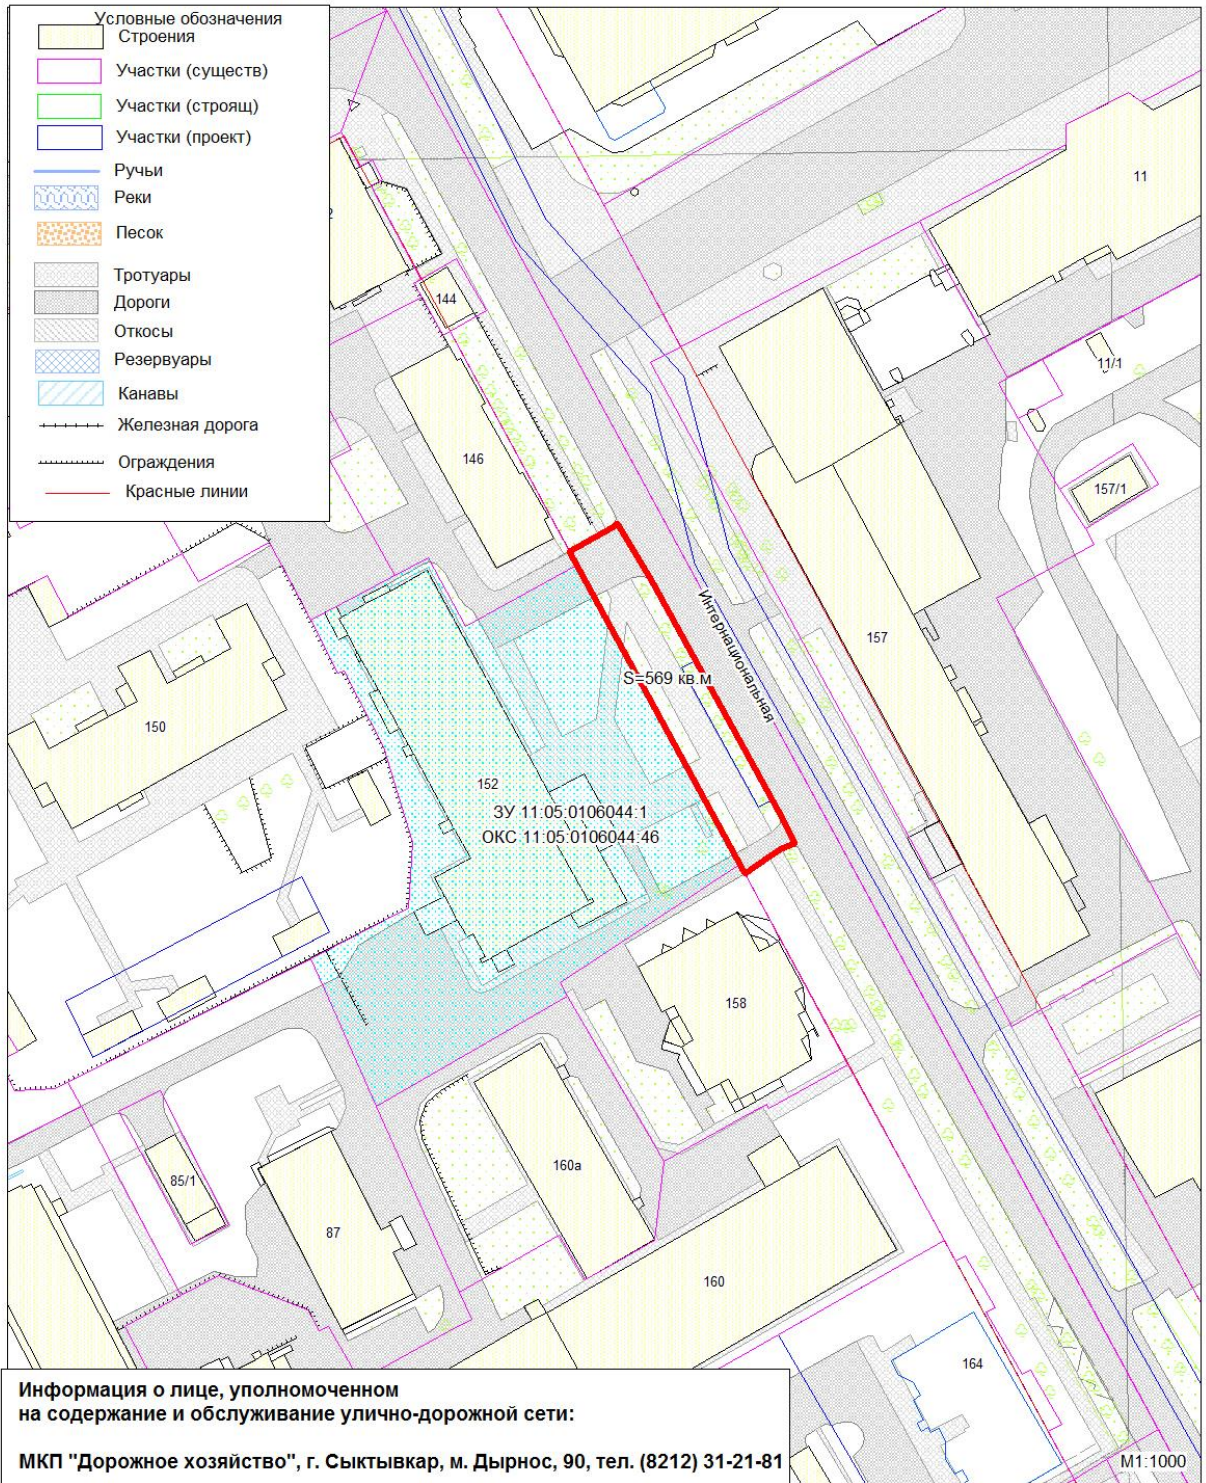 Условные обозначения
Строения
Участки (существ)
Участки (строящ)
Участки (проект)
Ручьи
Реки
Песок
Тротуары
Дороги
Откосы
Резервуары
Канавы
Железная дорога
Ограждения
Красные линии
2
11
144
11/1
146
157/1
Интернациональная
157
S=569 кв.м
150
152
ЗУ 11:05:0106044:1
ОКС 11:05:0106044:46
158
160а
85/1
87
160
164
Информация о лице, уполномоченном
на содержание и обслуживание улично-дорожной сети:
МКП "Дорожное хозяйство", г. Сыктывкар, м. Дырнос, 90, тел. (8212) 31-21-81
М1:1000